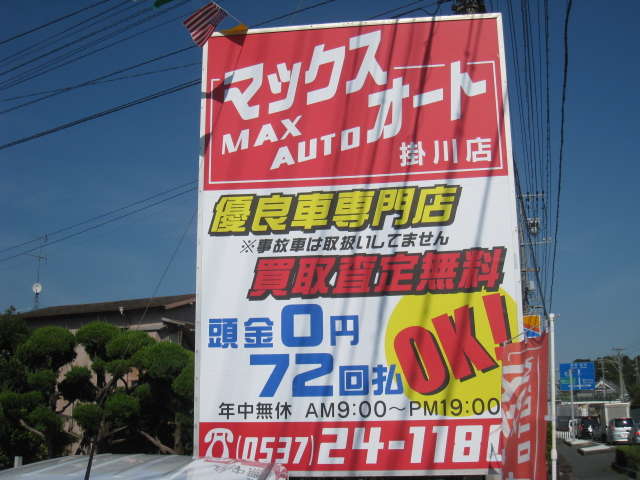 マックス
オート
MAX
AUTO
掛川店
優良車専門店
※事故車は取扱いしてません
買取査定無料
頭金0円
72回払
OK!
年中無休 AM9:00〜PM19:00
(0537)24-118